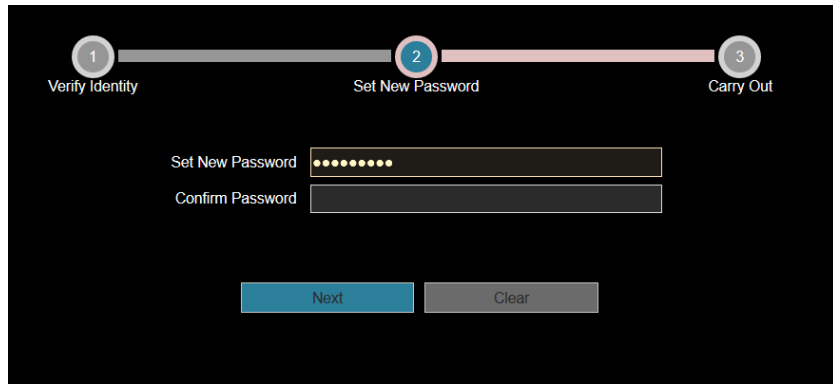 1 2 3
Verify Identity Set New Password Carry Out
Set New Password •••••••••
Confirm Password
Next Clear